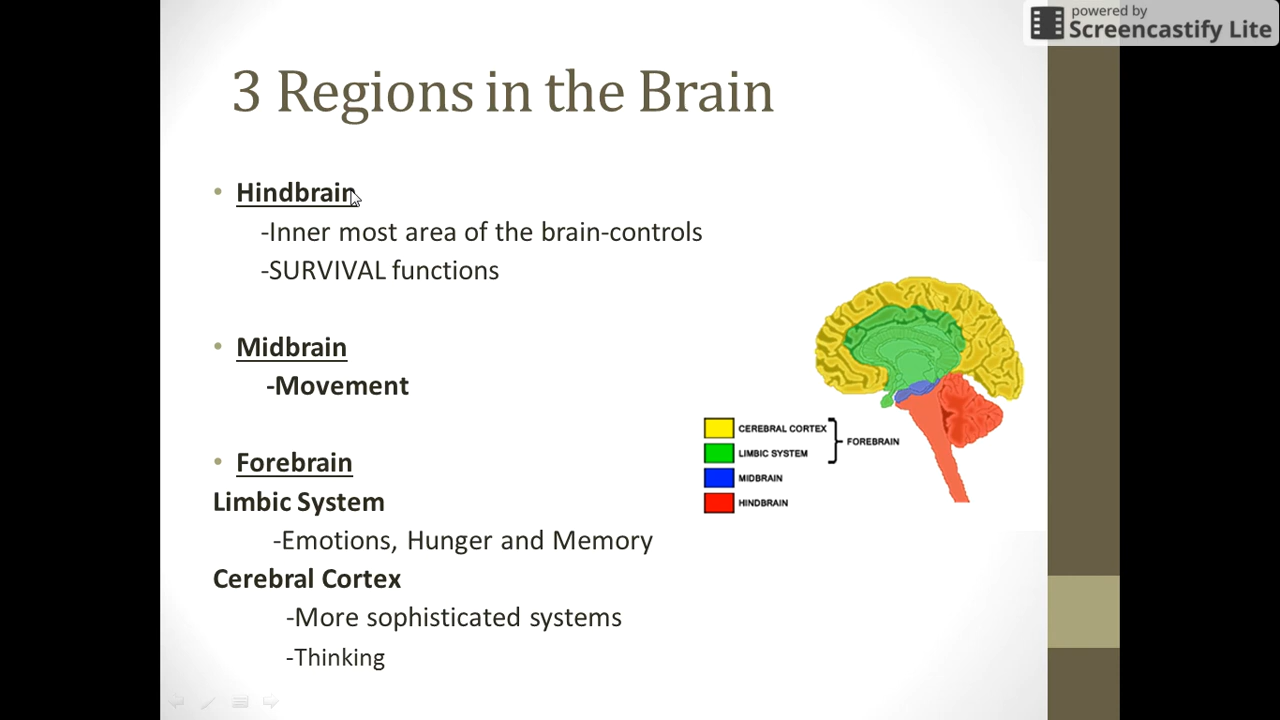 powered by
Screencastify Lite
3 Regions in the Brain
• Hindbrain
-Inner most area of the brain-controls
-SURVIVAL functions
• Midbrain
-Movement
• Forebrain
Limbic System
-Emotions, Hunger and Memory
Cerebral Cortex
-More sophisticated systems
-Thinking
CEREBRAL CORTEX
LIMBIC SYSTEM
FOREBRAIN
MIDBRAIN
HINDBRAIN